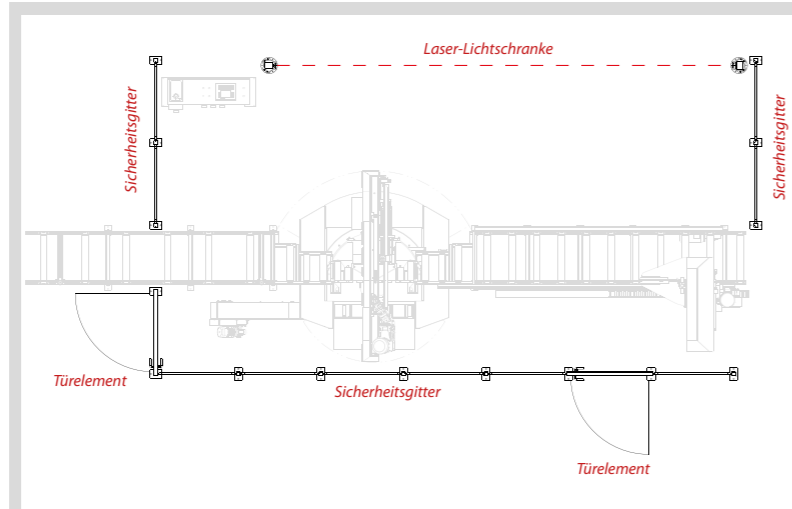 Laser-Lichtschranke
Sicherheitsgitter
Sicherheitsgitter
Türelement
Sicherheitsgitter
Türelement